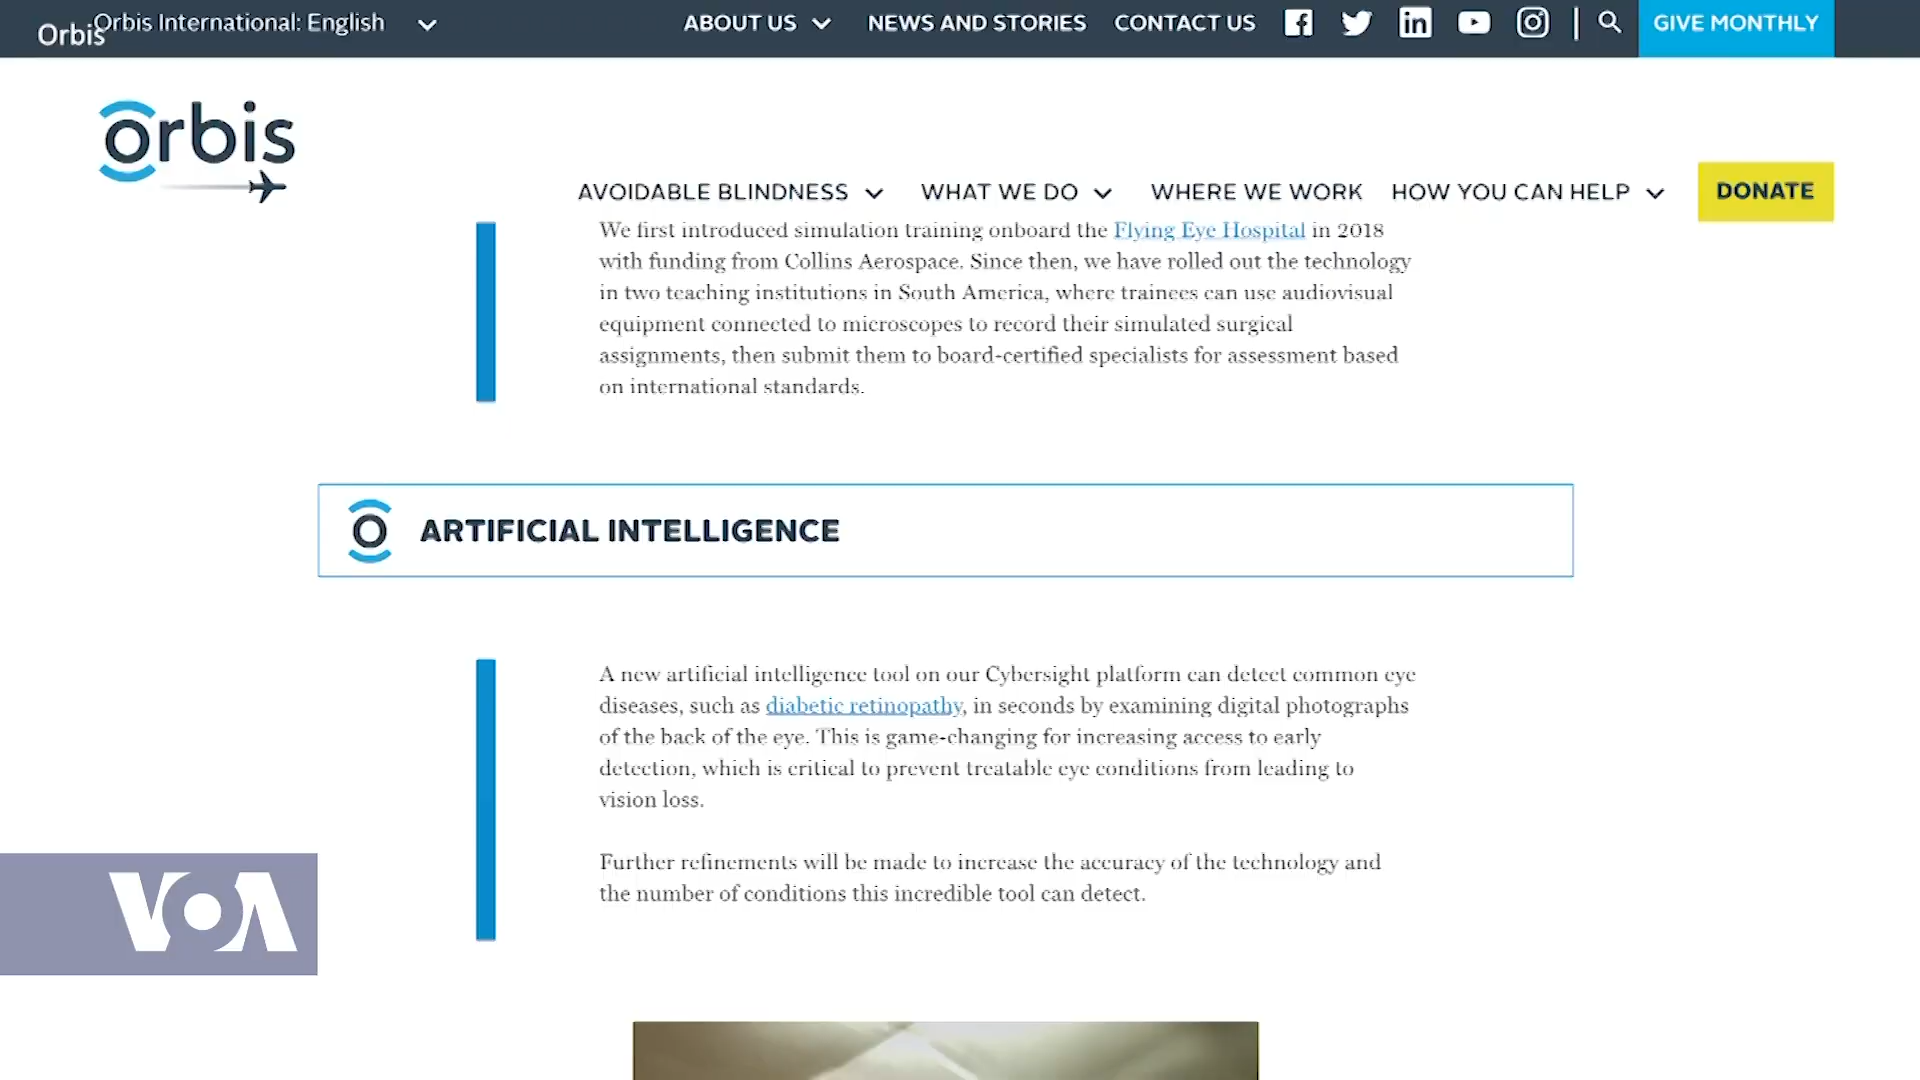 Orbis
Orbis International: English
ABOUT US
NEWS AND STORIES
CONTACT US
GIVE MONTHLY
orbis
AVOIDABLE BLINDNESS
WHAT WE DO
WHERE WE WORK
HOW YOU CAN HELP
DONATE
We first introduced simulation training onboard the Flying Eye Hospital in 2018
with funding from Collins Aerospace. Since then, we have rolled out the technology
in two teaching institutions in South America, where trainees can use audiovisual
equipment connected to microscopes to record their simulated surgical
assignments, then submit them to board-certified specialists for assessment based
on international standards.
ARTIFICIAL INTELLIGENCE
A new artificial intelligence tool on our Cybersight platform can detect common eye
diseases, such as diabetic retinopathy, in seconds by examining digital photographs
of the back of the eye. This is game-changing for increasing access to early
detection, which is critical to prevent treatable eye conditions from leading to
vision loss.
Further refinements will be made to increase the accuracy of the technology and
the number of conditions this incredible tool can detect.
VOA